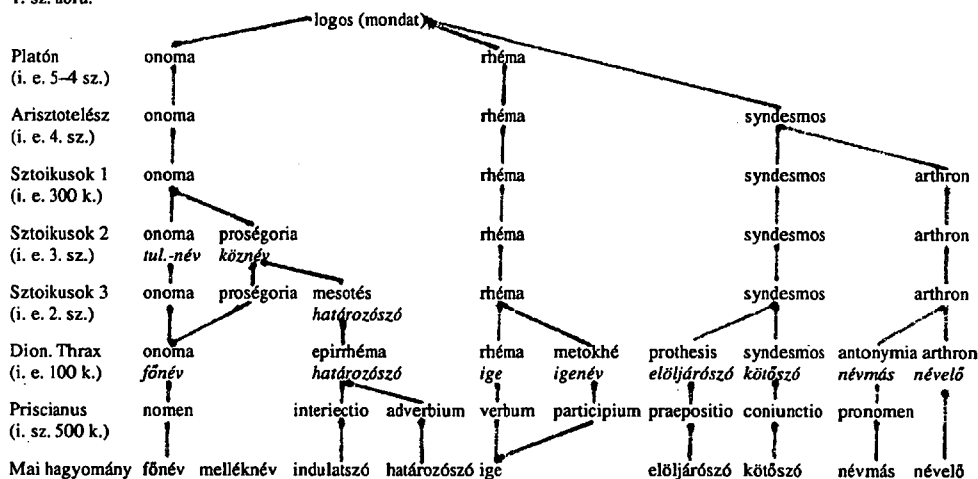 logos (mondat)
Platón onoma rhéma
(i. e. 5–4 sz.)
Arisztotelész onoma rhéma syndesmos
(i. e. 4. sz.)
Sztoikusok 1 onoma rhéma syndesmos arthron
(i. e. 300 k.)
Sztoikusok 2 onoma proségoria rhéma syndesmos arthron
(i. e. 3. sz.) tul.-név köznév
Sztoikusok 3 onoma proségoria mesotés rhéma syndesmos arthron
(i. e. 2. sz.) határozószó
Dion. Thrax onoma epirrhéma rhéma metokhé prothesis syndesmos antonymia arthron
(i. e. 100 k.) főnév határozószó ige igenév elöljárószó kötőszó névmás névelő
Priscianus nomen interiectio adverbium verbum participium praepositio coniunctio pronomen
(i. sz. 500 k.)
Mai hagyomány főnév melléknév indulatszó határozószó ige elöljárószó kötőszó névmás névelő